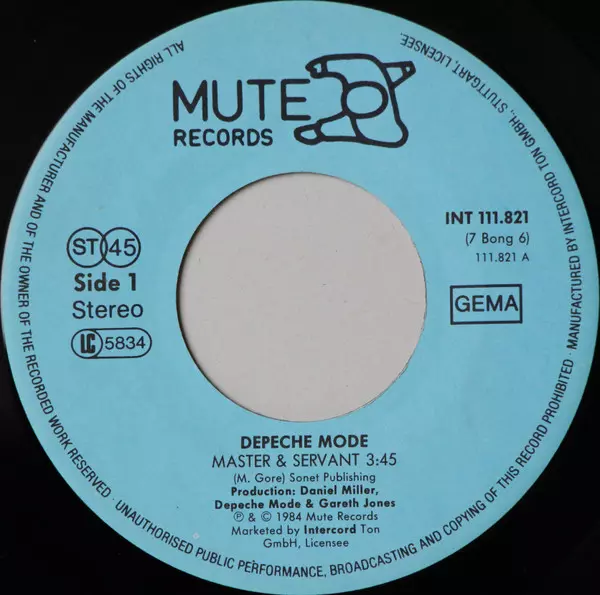 MUTE
RECORDS
INT 111.821
(7 Bong 6)
111.821 A
ST 45
Side 1
Stereo
LC 5834
GEMA
DEPECHE MODE
MASTER & SERVANT 3:45
(M. Gore) Sonet Publishing
Production: Daniel Miller,
Depeche Mode & Gareth Jones
℗ & © 1984 Mute Records
Marketed by Intercord Ton
GmbH, Licensee
ALL RIGHTS OF THE MANUFACTURER AND OF THE OWNER OF THE RECORDED WORK RESERVED · UNAUTHORISED PUBLIC PERFORMANCE, BROADCASTING AND COPYING OF THIS RECORD PROHIBITED · MANUFACTURED BY INTERCORD TON GMBH., STUTTGART, LICENSEE.